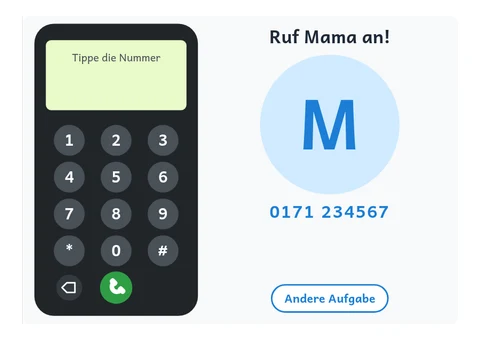 Tippe die Nummer
1 2 3
4 5 6
7 8 9
* 0 #
Ruf Mama an!
M
0171 234567
Andere Aufgabe